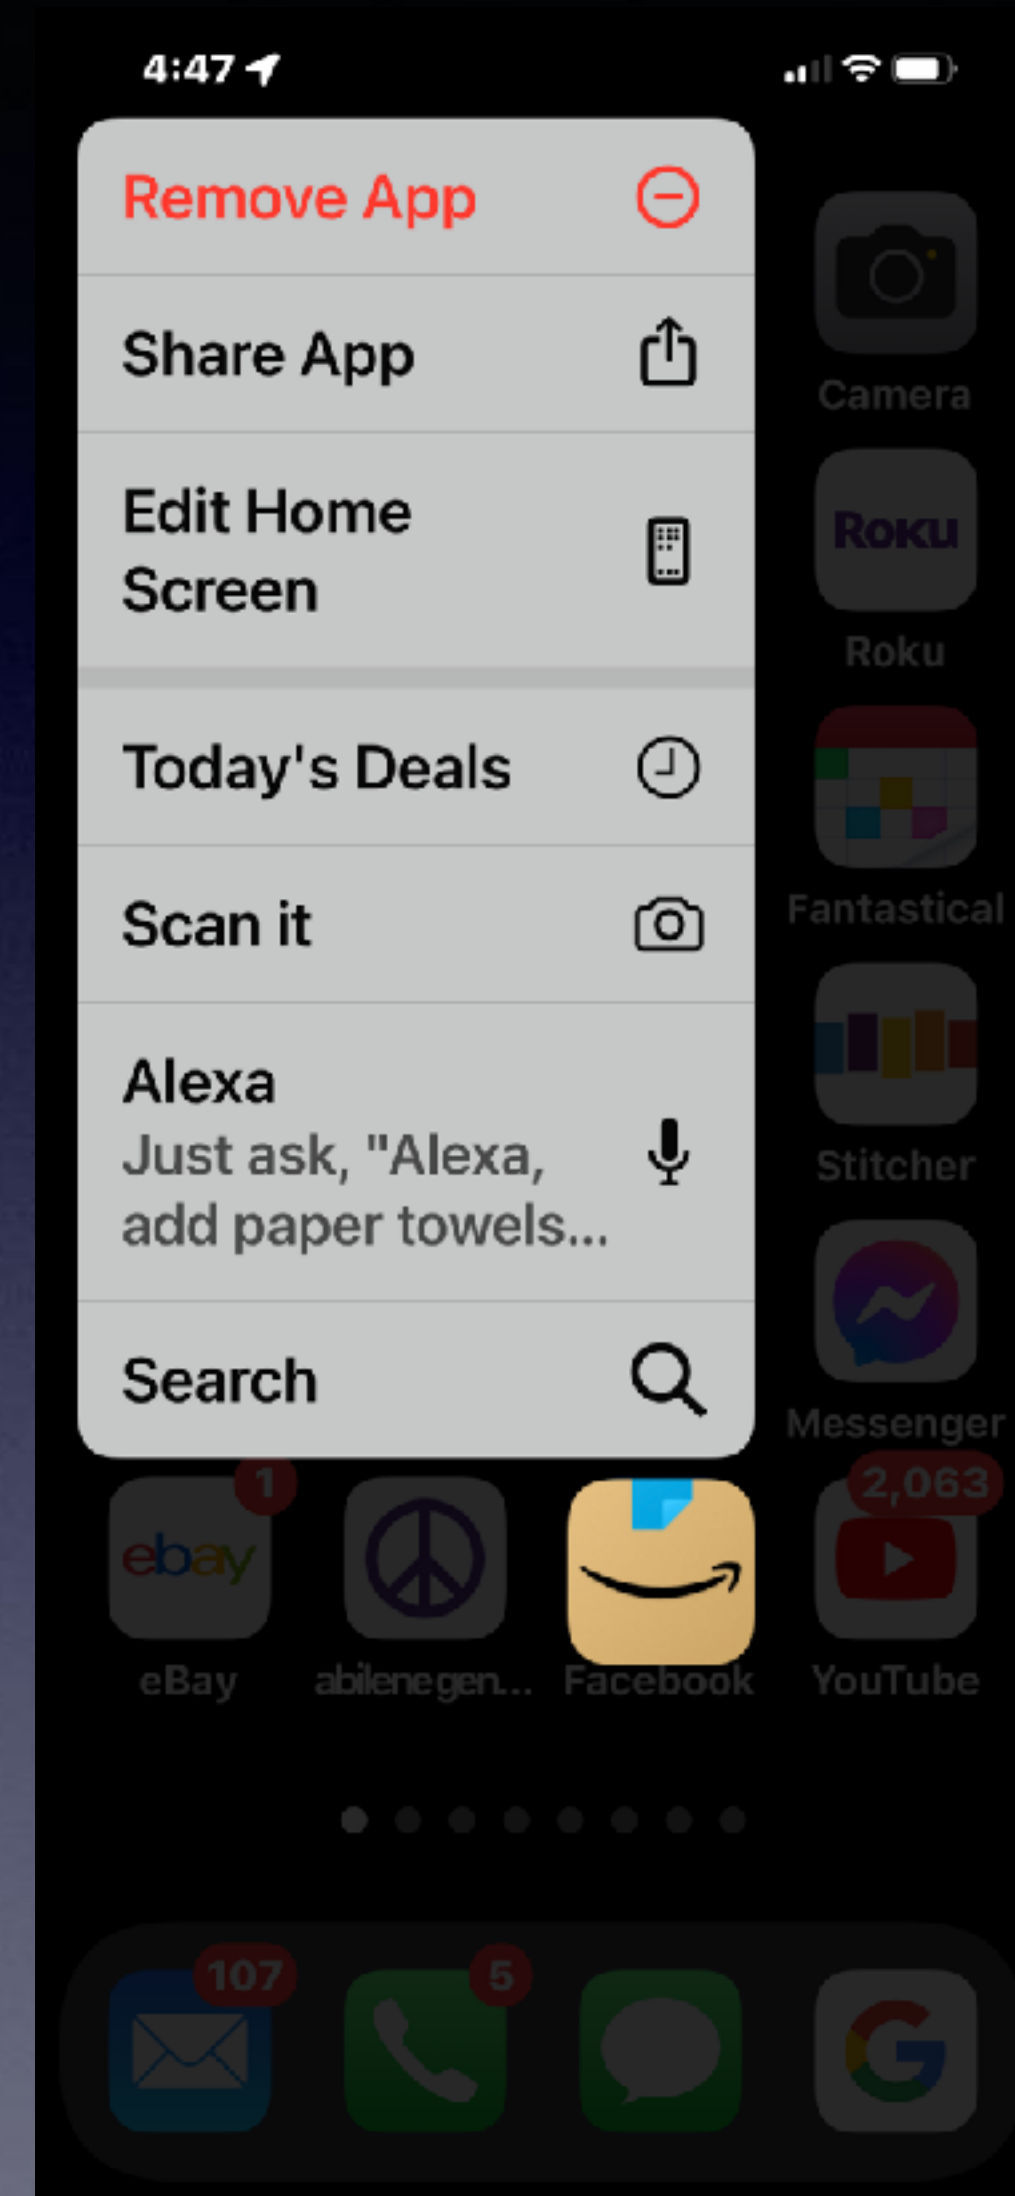 4:47
Remove App
Share App
Edit Home
Screen
Today's Deals
Scan it
Alexa
Just ask, "Alexa,
add paper towels...
Search
Camera
Roku
Roku
Fantastical
Stitcher
Messenger
1
2,063
ebay
eBay
abilenegen...
Facebook
YouTube
107
5
G